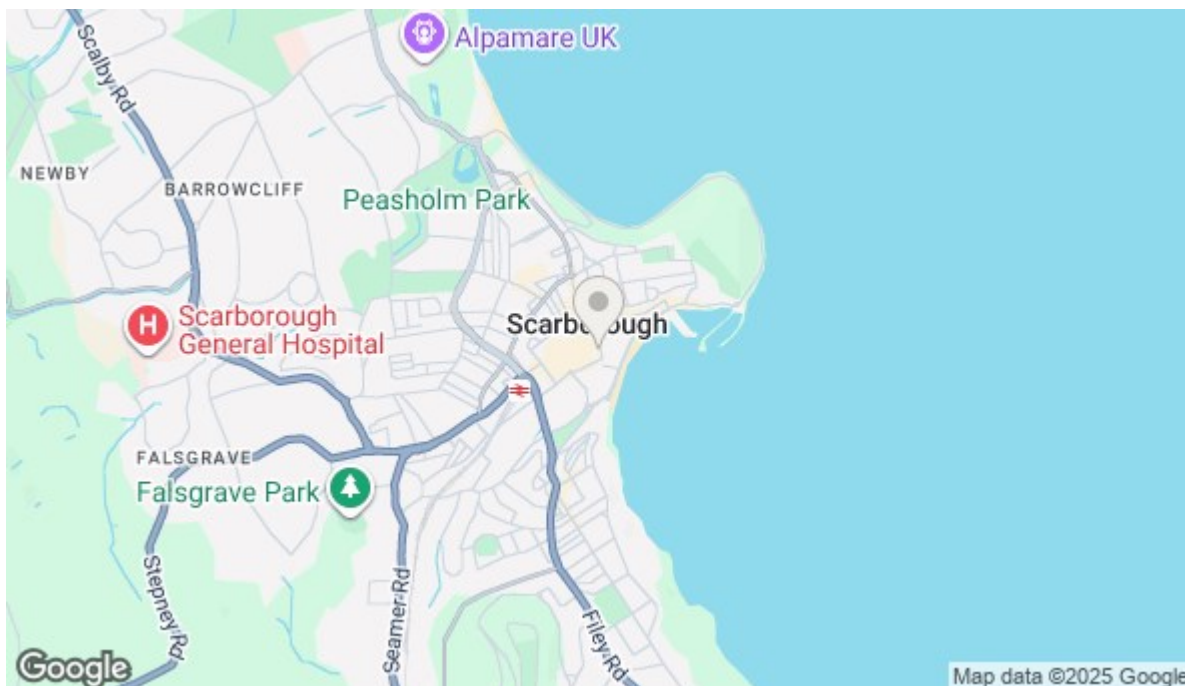 Alpamare UK
Scalby Rd
NEWBY
BARROWCLIFF
Peasholm Park
Scarborough
H
Scarborough
General Hospital
FALSGRAVE
Falsgrave Park
Stepney Rd
Seamer Rd
Filey Rd
Google
Map data ©2025 Google